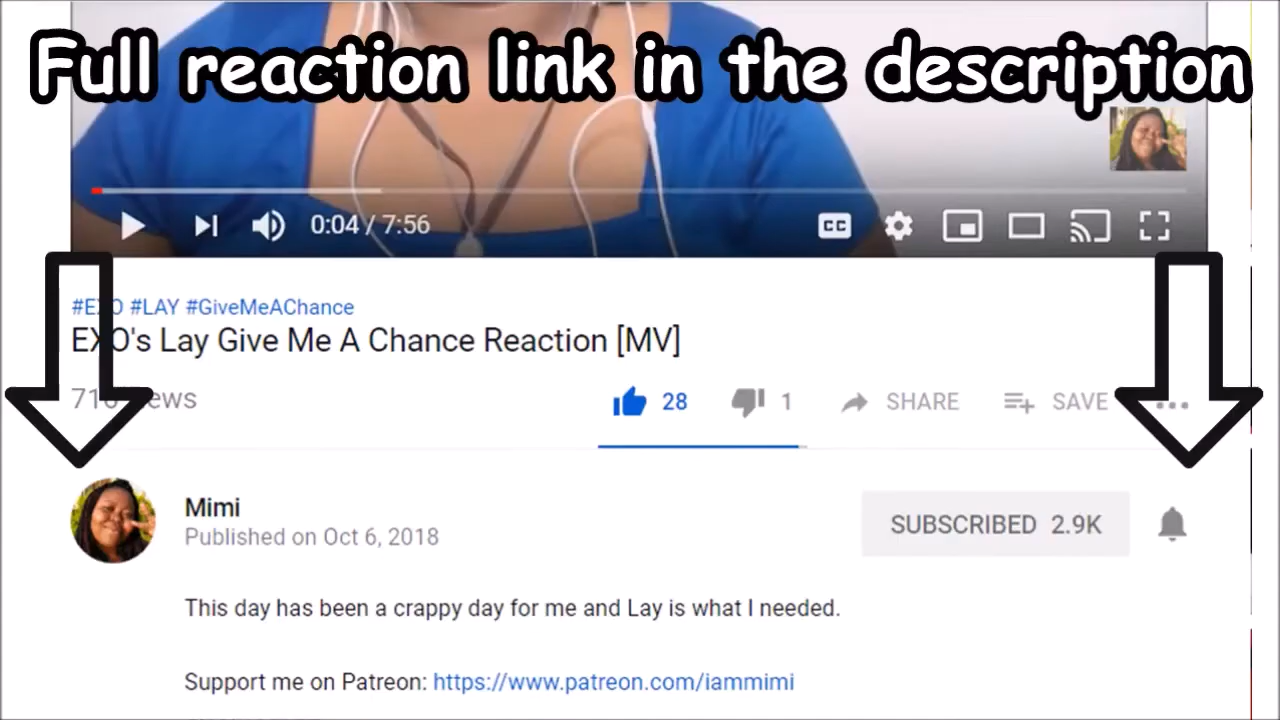 Full reaction link in the description
0:04 / 7:56
CC
#EXO #LAY #GiveMeAChance
EXO's Lay Give Me A Chance Reaction [MV]
28 1 SHARE SAVE
Mimi
Published on Oct 6, 2018
SUBSCRIBED 2.9K
This day has been a crappy day for me and Lay is what I needed.
Support me on Patreon: https://www.patreon.com/iammimi